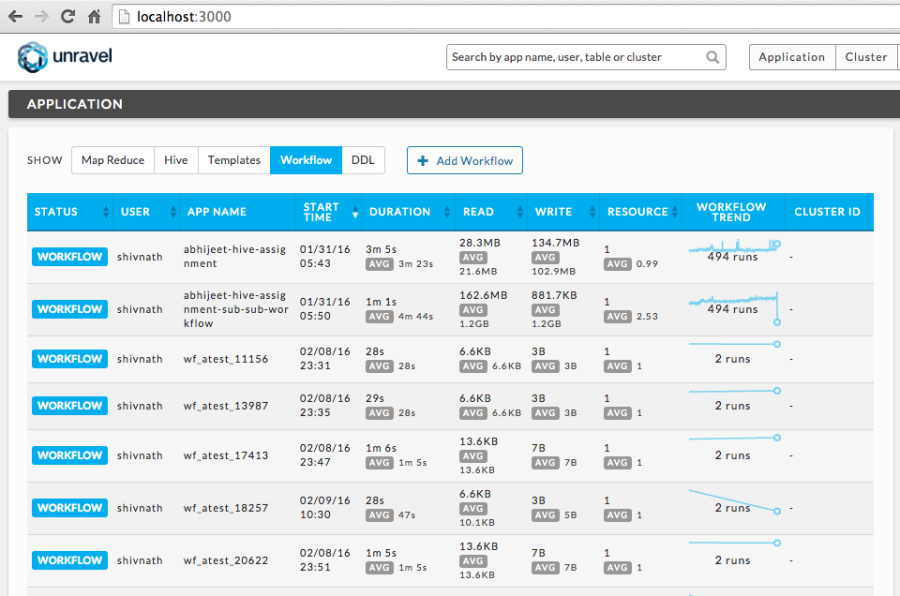 localhost:3000
unravel
Search by app name, user, table or cluster
Application
Cluster
APPLICATION
SHOW
Map Reduce
Hive
Templates
Workflow
DDL
+ Add Workflow
STATUS
USER
APP NAME
START
TIME
DURATION
READ
WRITE
RESOURCE
WORKFLOW
TREND
CLUSTER ID
WORKFLOW
shivnath
abhijeet-hive-assig
nment
01/31/16
05:43
3m 5s
AVG 3m 23s
28.3MB
AVG
21.6MB
134.7MB
AVG
102.9MB
1
AVG 0.99
494 runs
-
WORKFLOW
shivnath
abhijeet-hive-assig
nment-sub-sub-wor
kflow
01/31/16
05:50
1m 1s
AVG 4m 44s
162.6MB
AVG
1.2GB
881.7KB
AVG
1.2GB
1
AVG 2.53
494 runs
-
WORKFLOW
shivnath
wf_atest_11156
02/08/16
23:31
28s
AVG 28s
6.6KB
AVG 6.6KB
3B
AVG 3B
1
AVG 1
2 runs
-
WORKFLOW
shivnath
wf_atest_13987
02/08/16
23:35
29s
AVG 28s
6.6KB
AVG 6.6KB
3B
AVG 3B
1
AVG 1
2 runs
-
WORKFLOW
shivnath
wf_atest_17413
02/08/16
23:47
1m 6s
AVG 1m 5s
13.6KB
AVG
13.6KB
7B
AVG 7B
1
AVG 1
2 runs
-
WORKFLOW
shivnath
wf_atest_18257
02/09/16
10:30
28s
AVG 47s
6.6KB
AVG
10.1KB
3B
AVG 5B
1
AVG 1
2 runs
-
WORKFLOW
shivnath
wf_atest_20622
02/08/16
23:51
1m 5s
AVG 1m 5s
13.6KB
AVG
13.6KB
7B
AVG 7B
1
AVG 1
2 runs
-